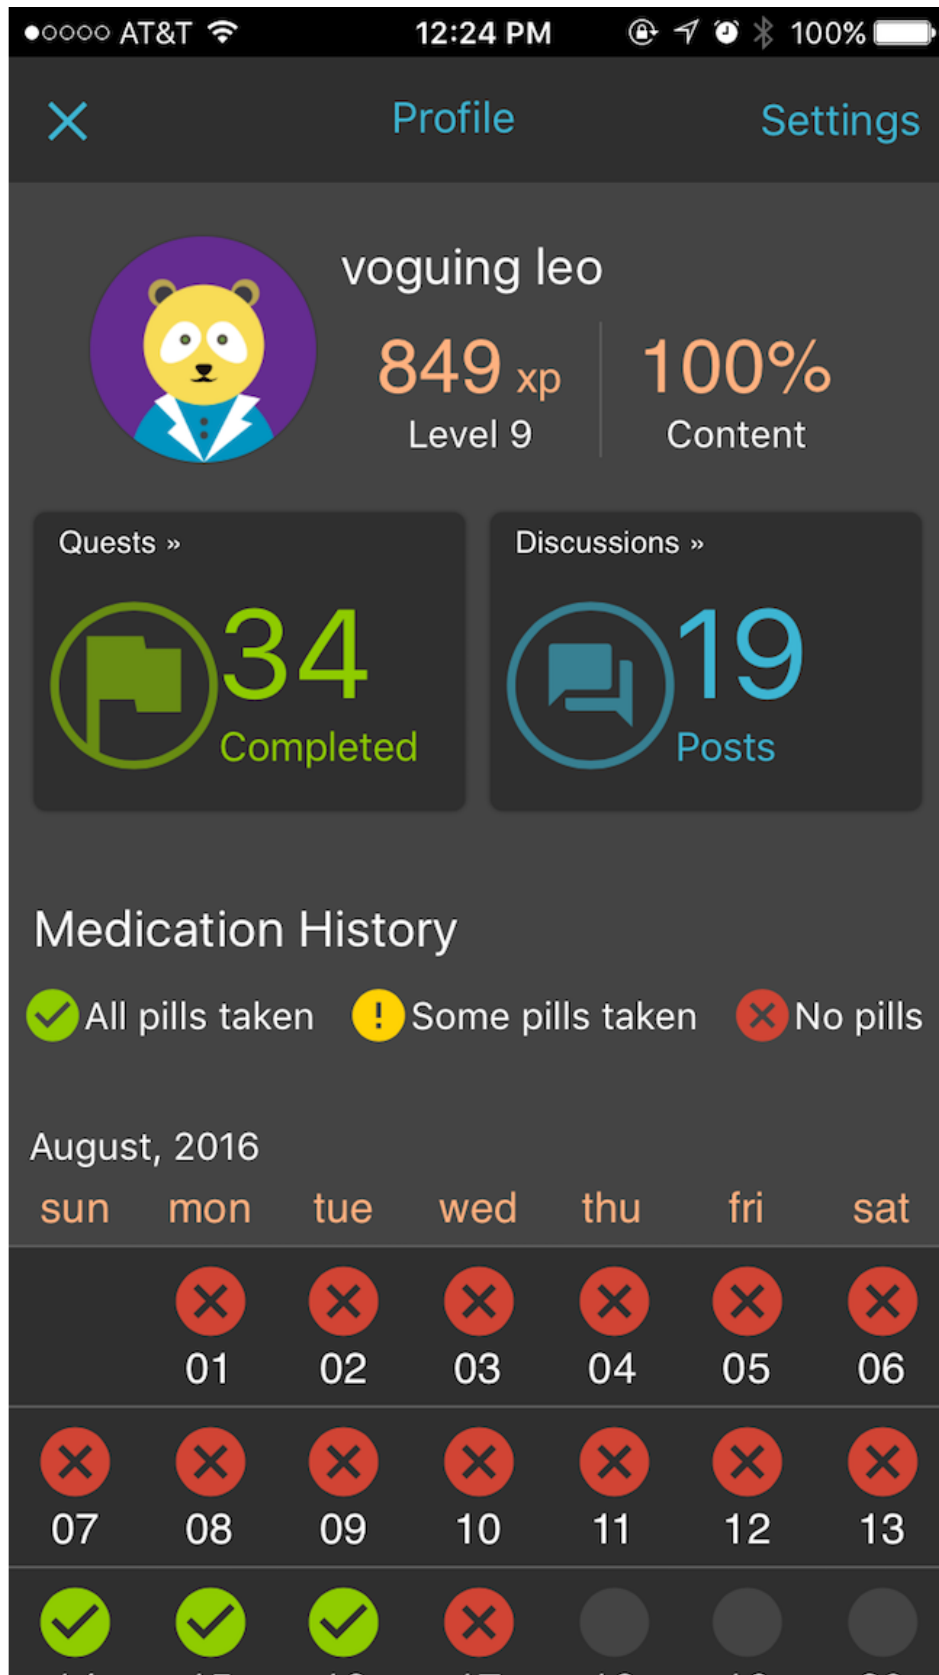 AT&T 12:24 PM 100%
Profile Settings
voguing leo
849 xp 100%
Level 9 Content
Quests » Discussions »
34 19
Completed Posts
Medication History
All pills taken Some pills taken No pills
August, 2016
sun mon tue wed thu fri sat
01 02 03 04 05 06
07 08 09 10 11 12 13